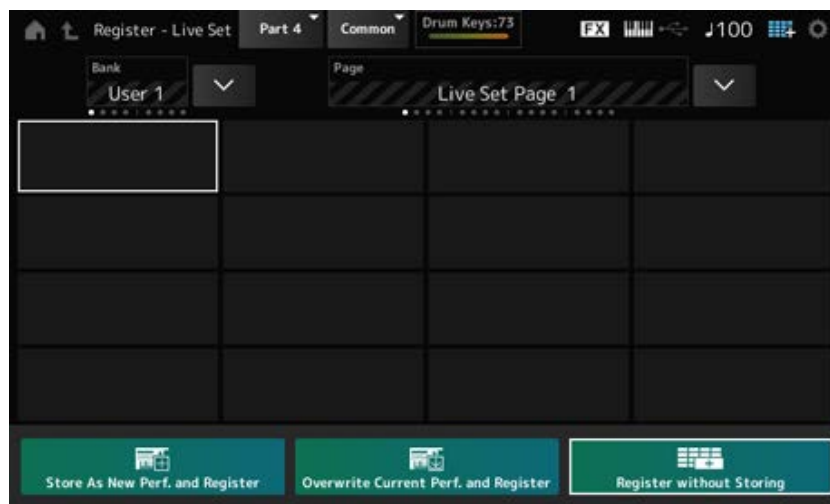 Register - Live Set Part 4 Common Drum Keys:73 FX ♩100
Bank Page
User 1 Live Set Page 1
Store As New Perf. and Register Overwrite Current Perf. and Register Register without Storing